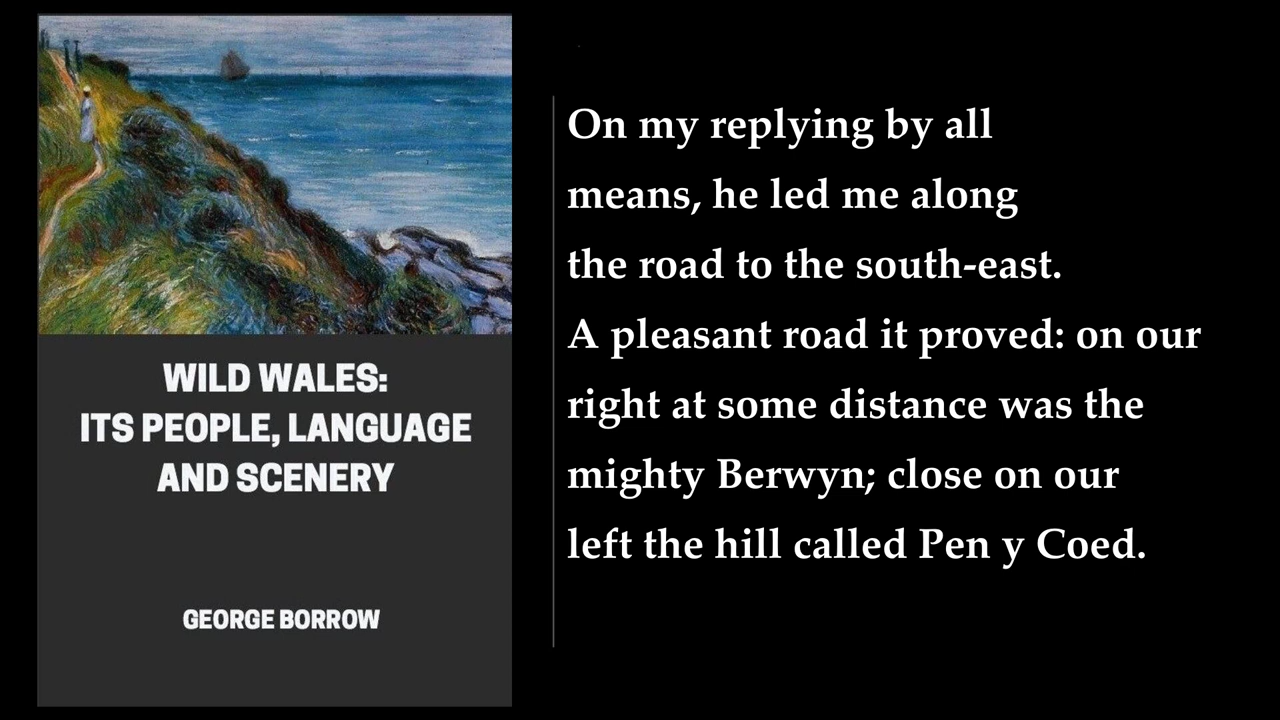 WILD WALES:
ITS PEOPLE, LANGUAGE
AND SCENERY
GEORGE BORROW
On my replying by all
means, he led me along
the road to the south-east.
A pleasant road it proved: on our
right at some distance was the
mighty Berwyn; close on our
left the hill called Pen y Coed.